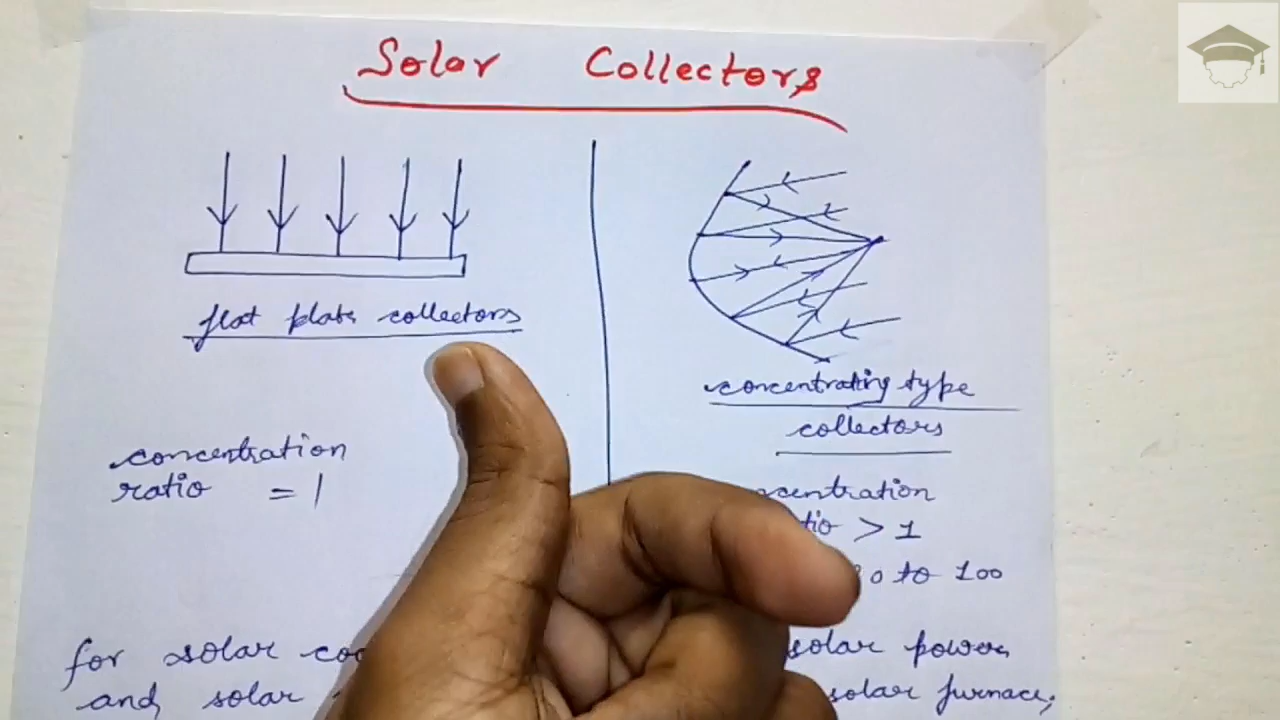 Solar Collectors
flat plate collectors
concentrating type
collectors
concentration
ratio = 1
> 1
to 100
for solar
and solar
solar power
solar furnace,